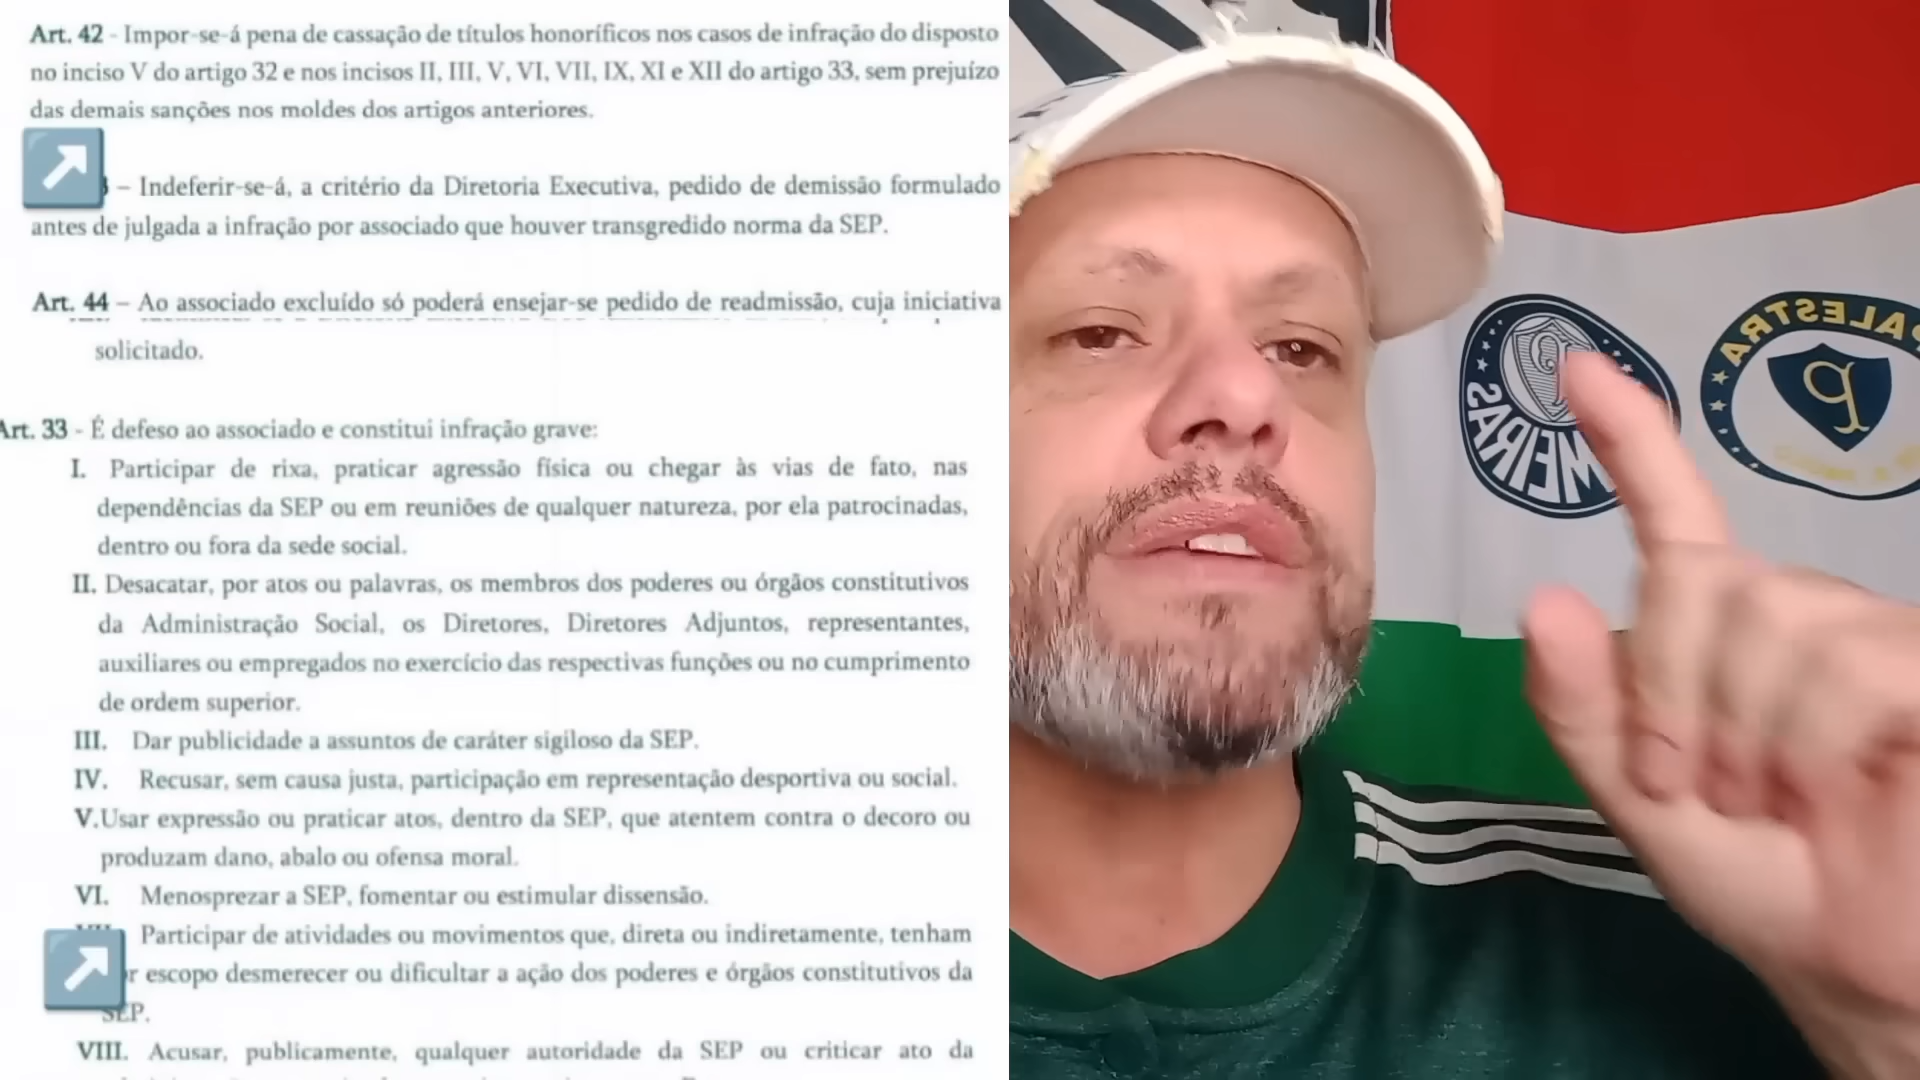 Art. 42 - Impor-se-á pena de cassação de títulos honoríficos nos casos de infração do disposto
no inciso V do artigo 32 e nos incisos II, III, V, VI, VII, IX, XI e XII do artigo 33, sem prejuízo
das demais sanções nos moldes dos artigos anteriores.
– Indeferir-se-á, a critério da Diretoria Executiva, pedido de demissão formulado
antes de julgada a infração por associado que houver transgredido norma da SEP.
Art. 44 – Ao associado excluído só poderá ensejar-se pedido de readmissão, cuja iniciativa
solicitado.
Art. 33 - É defeso ao associado e constitui infração grave:
I. Participar de rixa, praticar agressão física ou chegar às vias de fato, nas
dependências da SEP ou em reuniões de qualquer natureza, por ela patrocinadas,
dentro ou fora da sede social.
II. Desacatar, por atos ou palavras, os membros dos poderes ou órgãos constitutivos
da Administração Social, os Diretores, Diretores Adjuntos, representantes,
auxiliares ou empregados no exercício das respectivas funções ou no cumprimento
de ordem superior.
III. Dar publicidade a assuntos de caráter sigiloso da SEP.
IV. Recusar, sem causa justa, participação em representação desportiva ou social.
V.Usar expressão ou praticar atos, dentro da SEP, que atentem contra o decoro ou
produzam dano, abalo ou ofensa moral.
VI. Menosprezar a SEP, fomentar ou estimular dissensão.
Participar de atividades ou movimentos que, direta ou indiretamente, tenham
r escopo desmerecer ou dificultar a ação dos poderes e órgãos constitutivos da
SEP.
VIII. Acusar, publicamente, qualquer autoridade da SEP ou criticar ato da
PALESTRA
MEIRAS